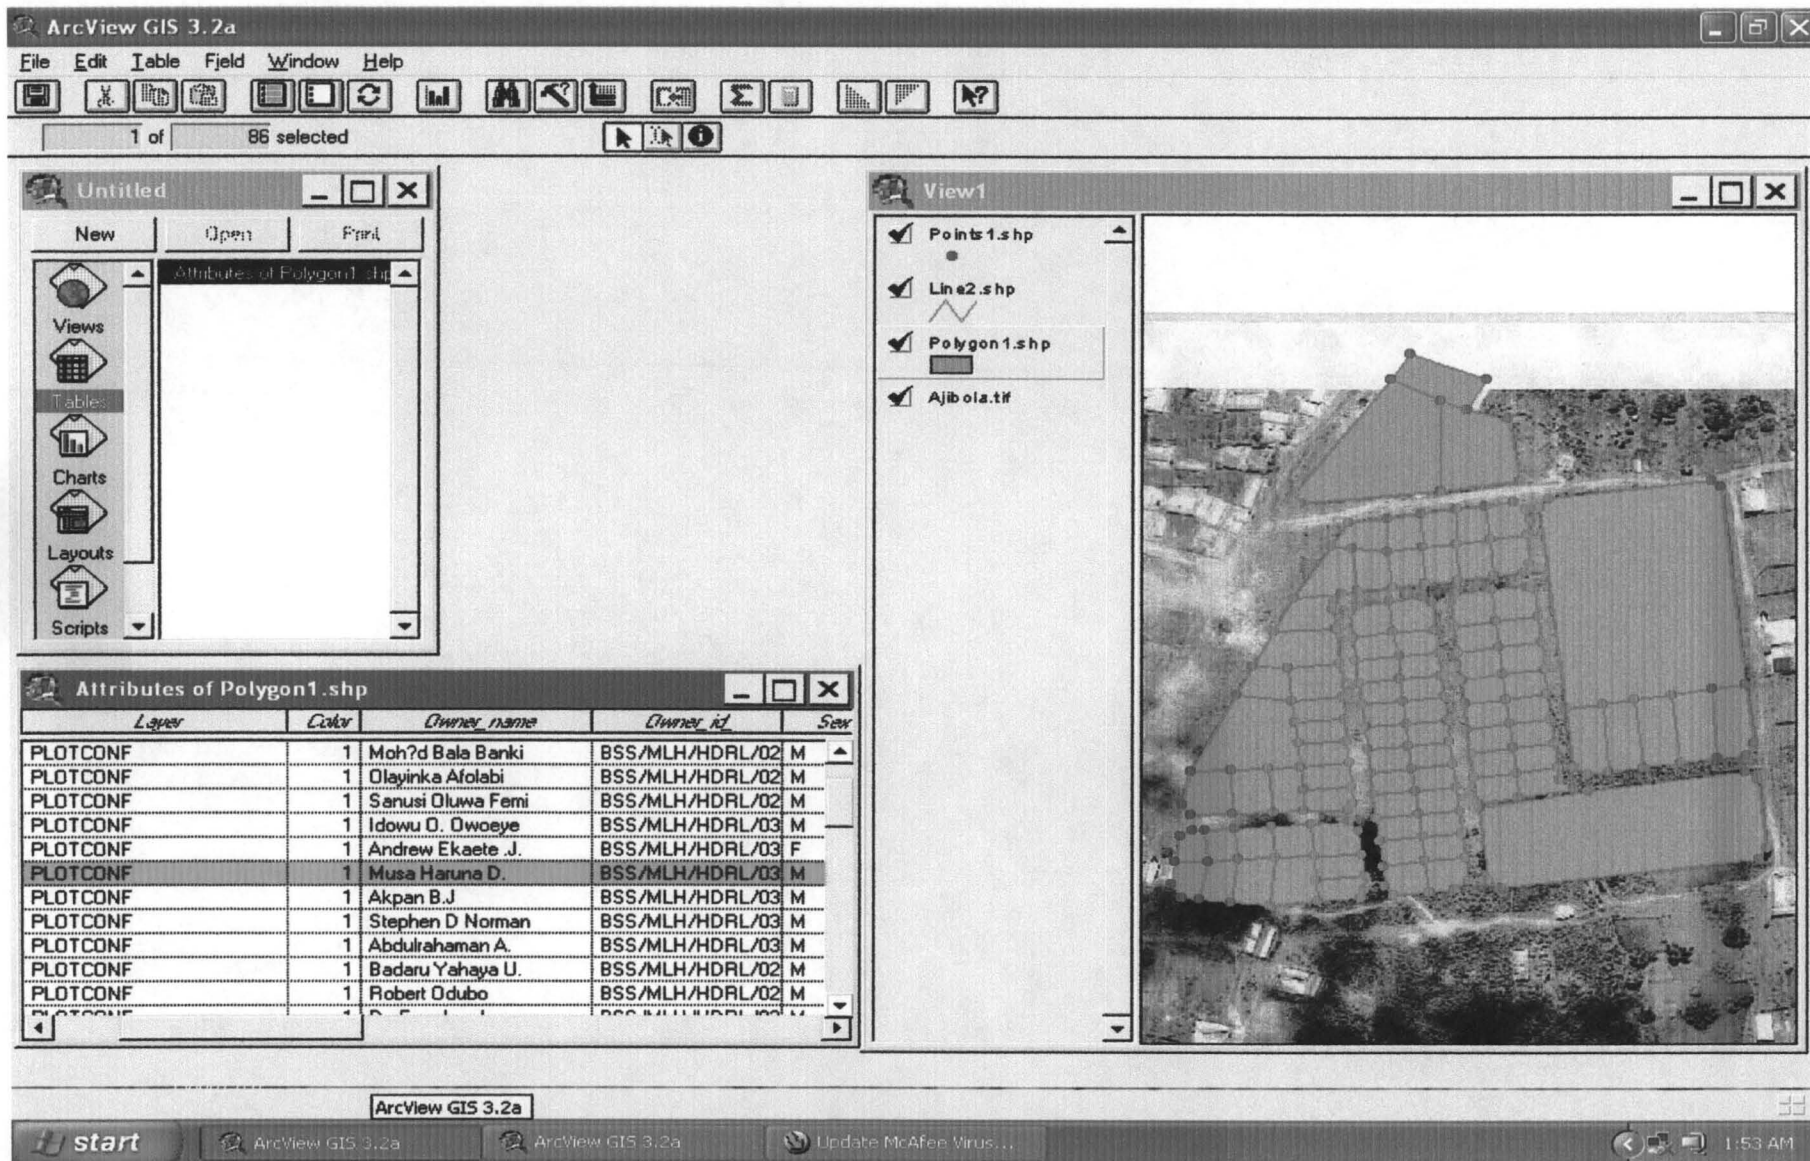 ArcView GIS 3.2a
File Edit Table Field Window Help
1 of 86 selected
Untitled
New Open Print
Attributes of Polygon1.shp
Views
Tables
Charts
Layouts
Scripts
View1
Points1.shp
Line2.shp
Polygon1.shp
Ajibola.tif
Attributes of Polygon1.shp
Layer Color Owner_name Owner_id_ Sex
PLOTCONF 1 Moh?d Bala Banki BSS/MLH/HDRL/02 M
PLOTCONF 1 Olayinka Afolabi BSS/MLH/HDRL/02 M
PLOTCONF 1 Sanusi Oluwa Femi BSS/MLH/HDRL/02 M
PLOTCONF 1 Idowu O. Owoeye BSS/MLH/HDRL/03 M
PLOTCONF 1 Andrew Ekaete .J. BSS/MLH/HDRL/03 F
PLOTCONF 1 Musa Haruna D. BSS/MLH/HDRL/03 M
PLOTCONF 1 Akpan B.J BSS/MLH/HDRL/03 M
PLOTCONF 1 Stephen D Norman BSS/MLH/HDRL/03 M
PLOTCONF 1 Abdulrahaman A. BSS/MLH/HDRL/03 M
PLOTCONF 1 Badaru Yahaya U. BSS/MLH/HDRL/02 M
PLOTCONF 1 Robert Odubo BSS/MLH/HDRL/02 M
ArcView GIS 3.2a
start ArcView GIS 3.2a ArcView GIS 3.2a Update McAfee Virus... 1:53 AM